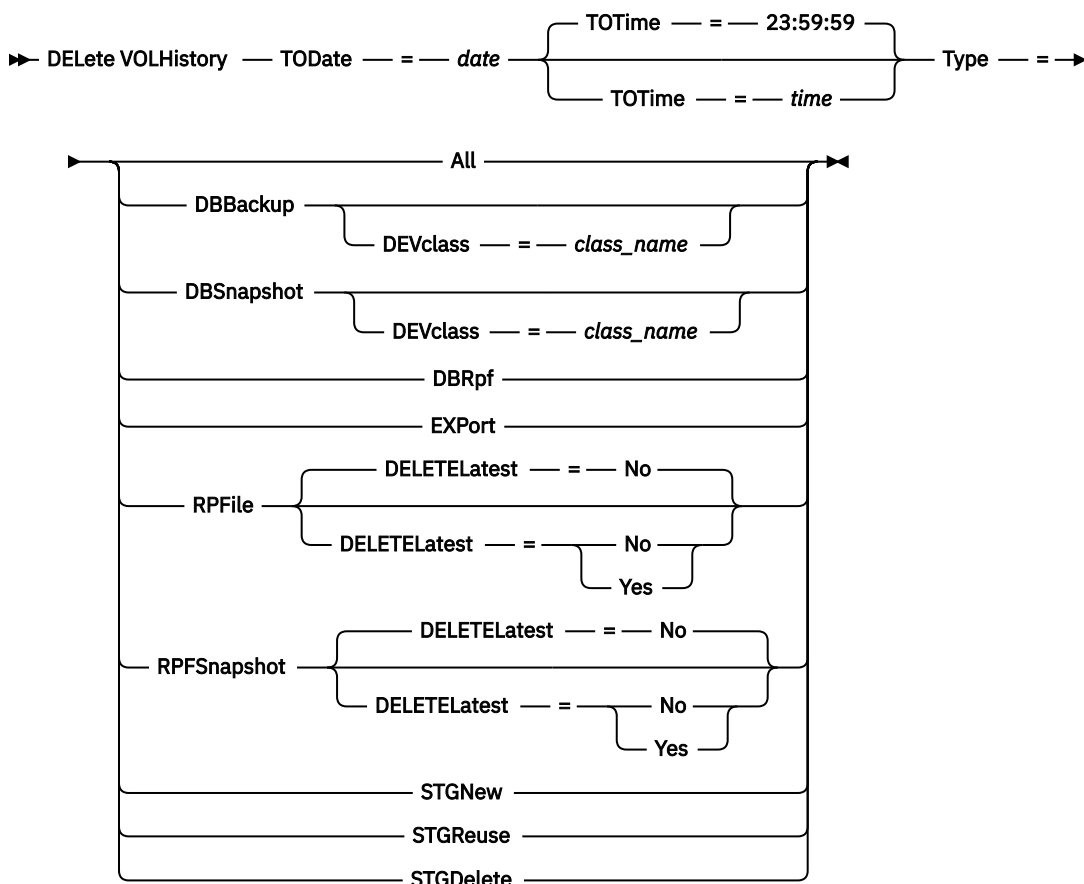 TOTime — = — 23:59:59
DELete VOLHistory — TODate — = — date — Type — =
TOTime — = — time
All
DBBackup
DEVclass — = — class_name
DBSnapshot
DEVclass — = — class_name
DBRpf
EXPort
DELETELatest — = — No
RPFile
DELETELatest — = — No
Yes
DELETELatest — = — No
RPFSnapshot
DELETELatest — = — No
Yes
STGNew
STGReuse
STGDelete